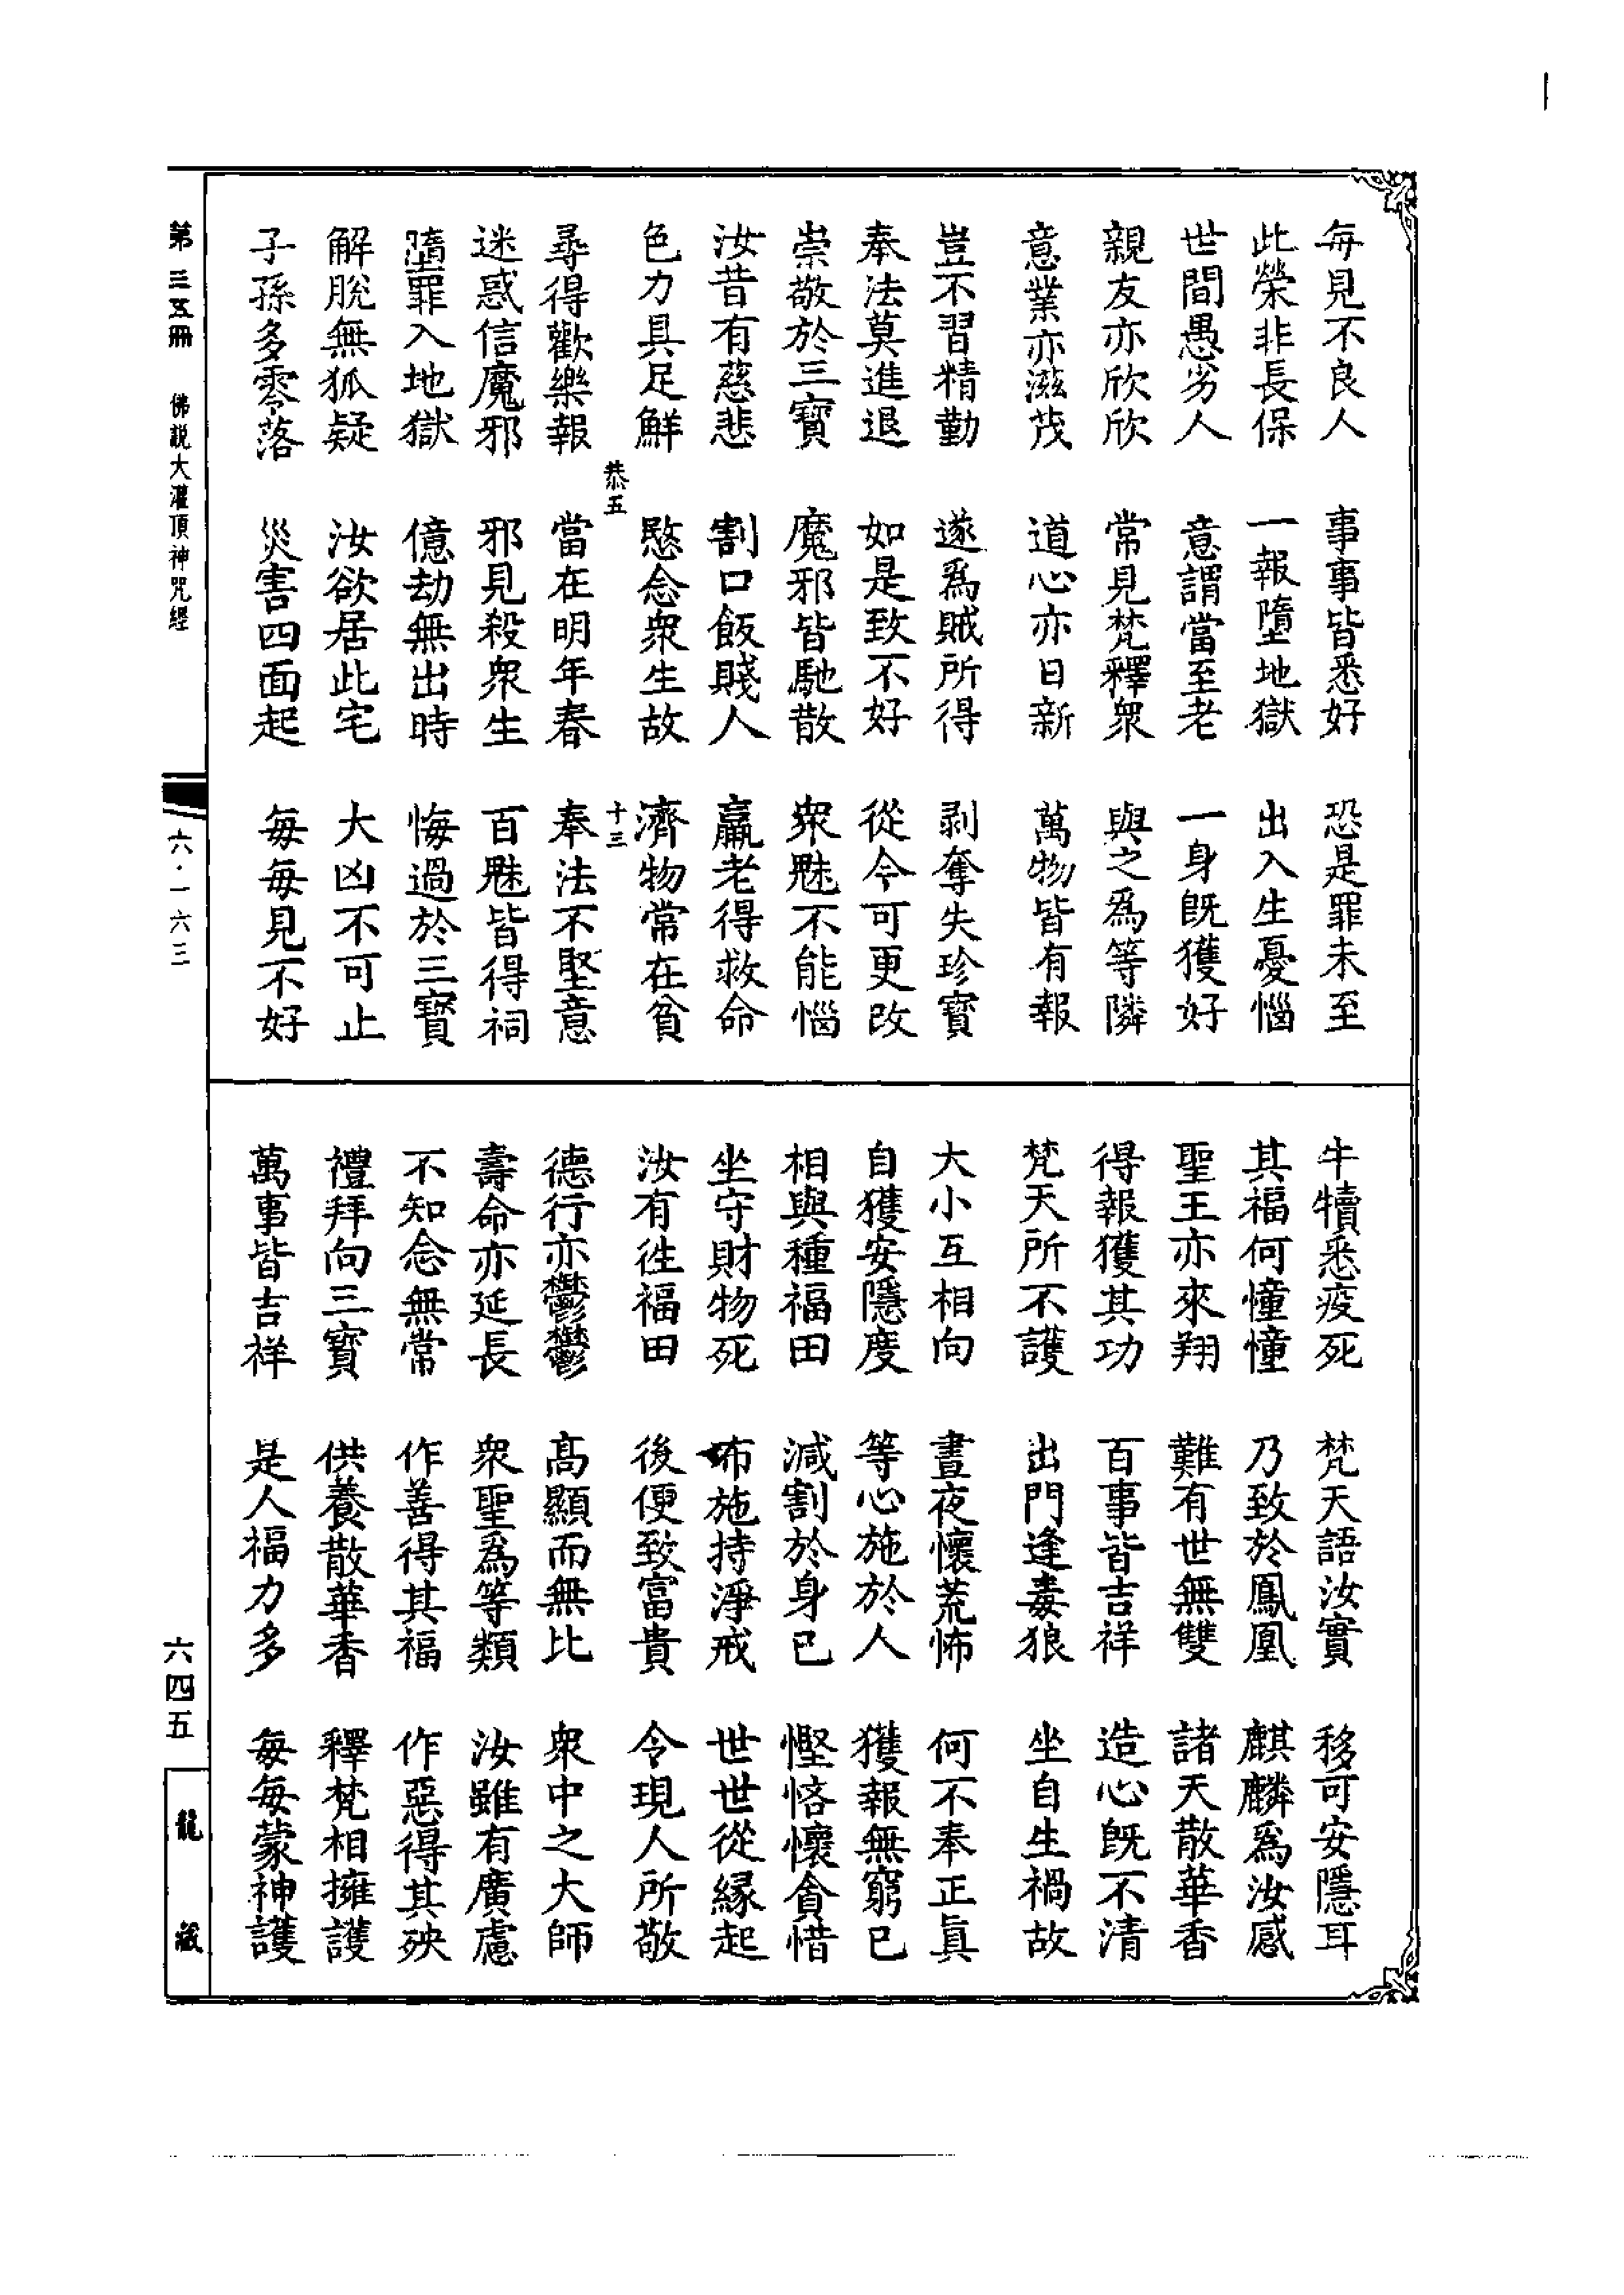 每見不良人　事事皆悉好　恐是罪未至
此榮非長保　一報墮地獄　出入生憂惱
世間愚劣人　意謂當至老　一身旣獲好
親友亦欣欣　常見梵釋衆　與之爲等隣
意業亦滋茂　道心亦日新　萬物皆有報
豈不習精勤　遂爲賊所得　剥奪失珍寶
奉法莫進退　如是致不好　從今可更改
崇敬於三寶　魔邪皆馳散　衆魅不能惱
汝昔有慈悲　割口飯賤人　羸老得救命
色力具足鮮　愍念衆生故　濟物常在貧
恭五　十三
尋得歡樂報　當在明年春　奉法不堅意
迷惑信魔邪　邪見殺衆生　百魅皆得祠
墮罪入地獄　億劫無出時　悔過於三寶
解脫無狐疑　汝欲居此宅　大凶不可止
子孫多零落　災害四面起　每每見不好
牛犢悉疫死　梵天語汝實　移可安隱耳
其福何憧憧　乃致於鳳凰　麒麟爲汝感
聖王亦來翔　難有世無雙　諸天散華香
得報獲其功　百事皆吉祥　造心旣不清
梵天所不護　出門逢毒狼　坐自生禍故
大小互相向　晝夜懷荒怖　何不奉正眞
自獲安隱度　等心施於人　獲報無窮已
相與種福田　減割於身已　慳悋懷貪惜
坐守財物死　布施持淨戒　世世從緣起
汝有徃福田　後便致富貴　令現人所敬
德行亦鬱鬱　高顯而無比　衆中之大師
壽命亦延長　衆聖爲等類　汝雖有廣慮
不知念無常　作善得其福　作惡得其殃
禮拜向三寶　供養散華香　釋梵相擁護
萬事皆吉祥　是人福力多　每每蒙神護
第三五冊　佛説大灌頂神咒經　六・一六三　六四五　龍藏